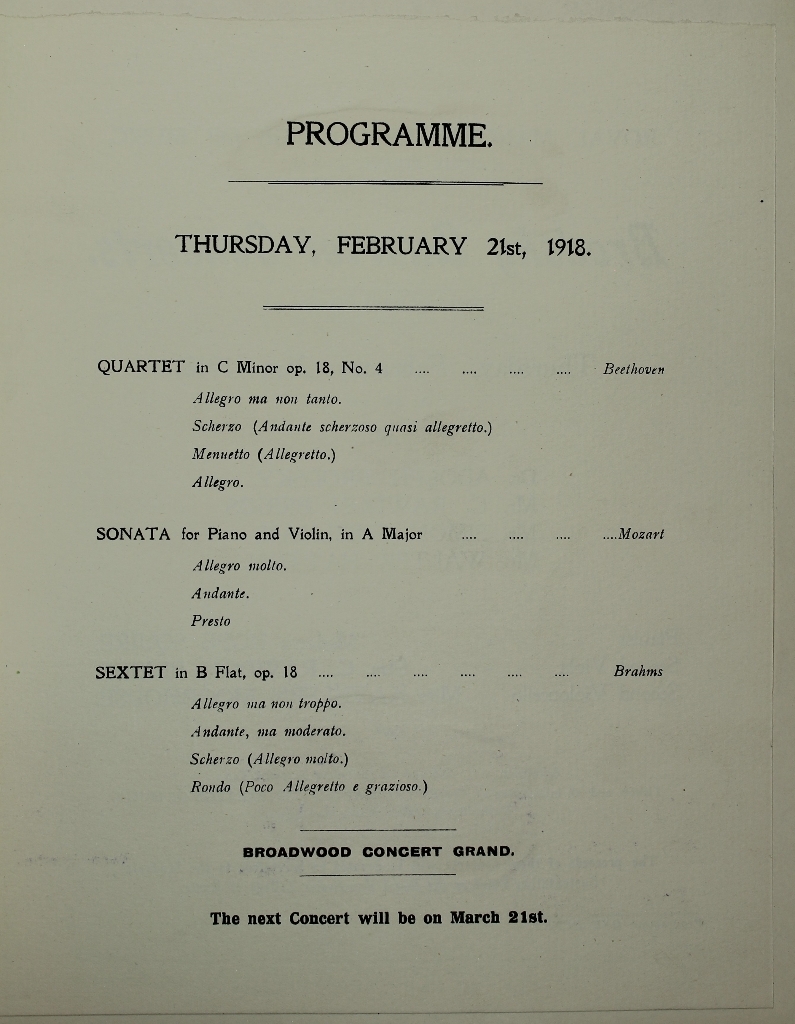 PROGRAMME.
THURSDAY, FEBRUARY 21st, 1918.
QUARTET in C Minor op. 18, No. 4 .... .... .... .... Beethoven
Allegro ma non tanto.
Scherzo (Andante scherzoso quasi allegretto.)
Menuetto (Allegretto.)
Allegro.
SONATA for Piano and Violin, in A Major .... .... .... ....Mozart
Allegro molto.
Andante.
Presto
SEXTET in B Flat, op. 18 .... .... .... .... .... .... Brahms
Allegro ma non troppo.
Andante, ma moderato.
Scherzo (Allegro molto.)
Rondo (Poco Allegretto e grazioso.)
BROADWOOD CONCERT GRAND.
The next Concert will be on March 21st.